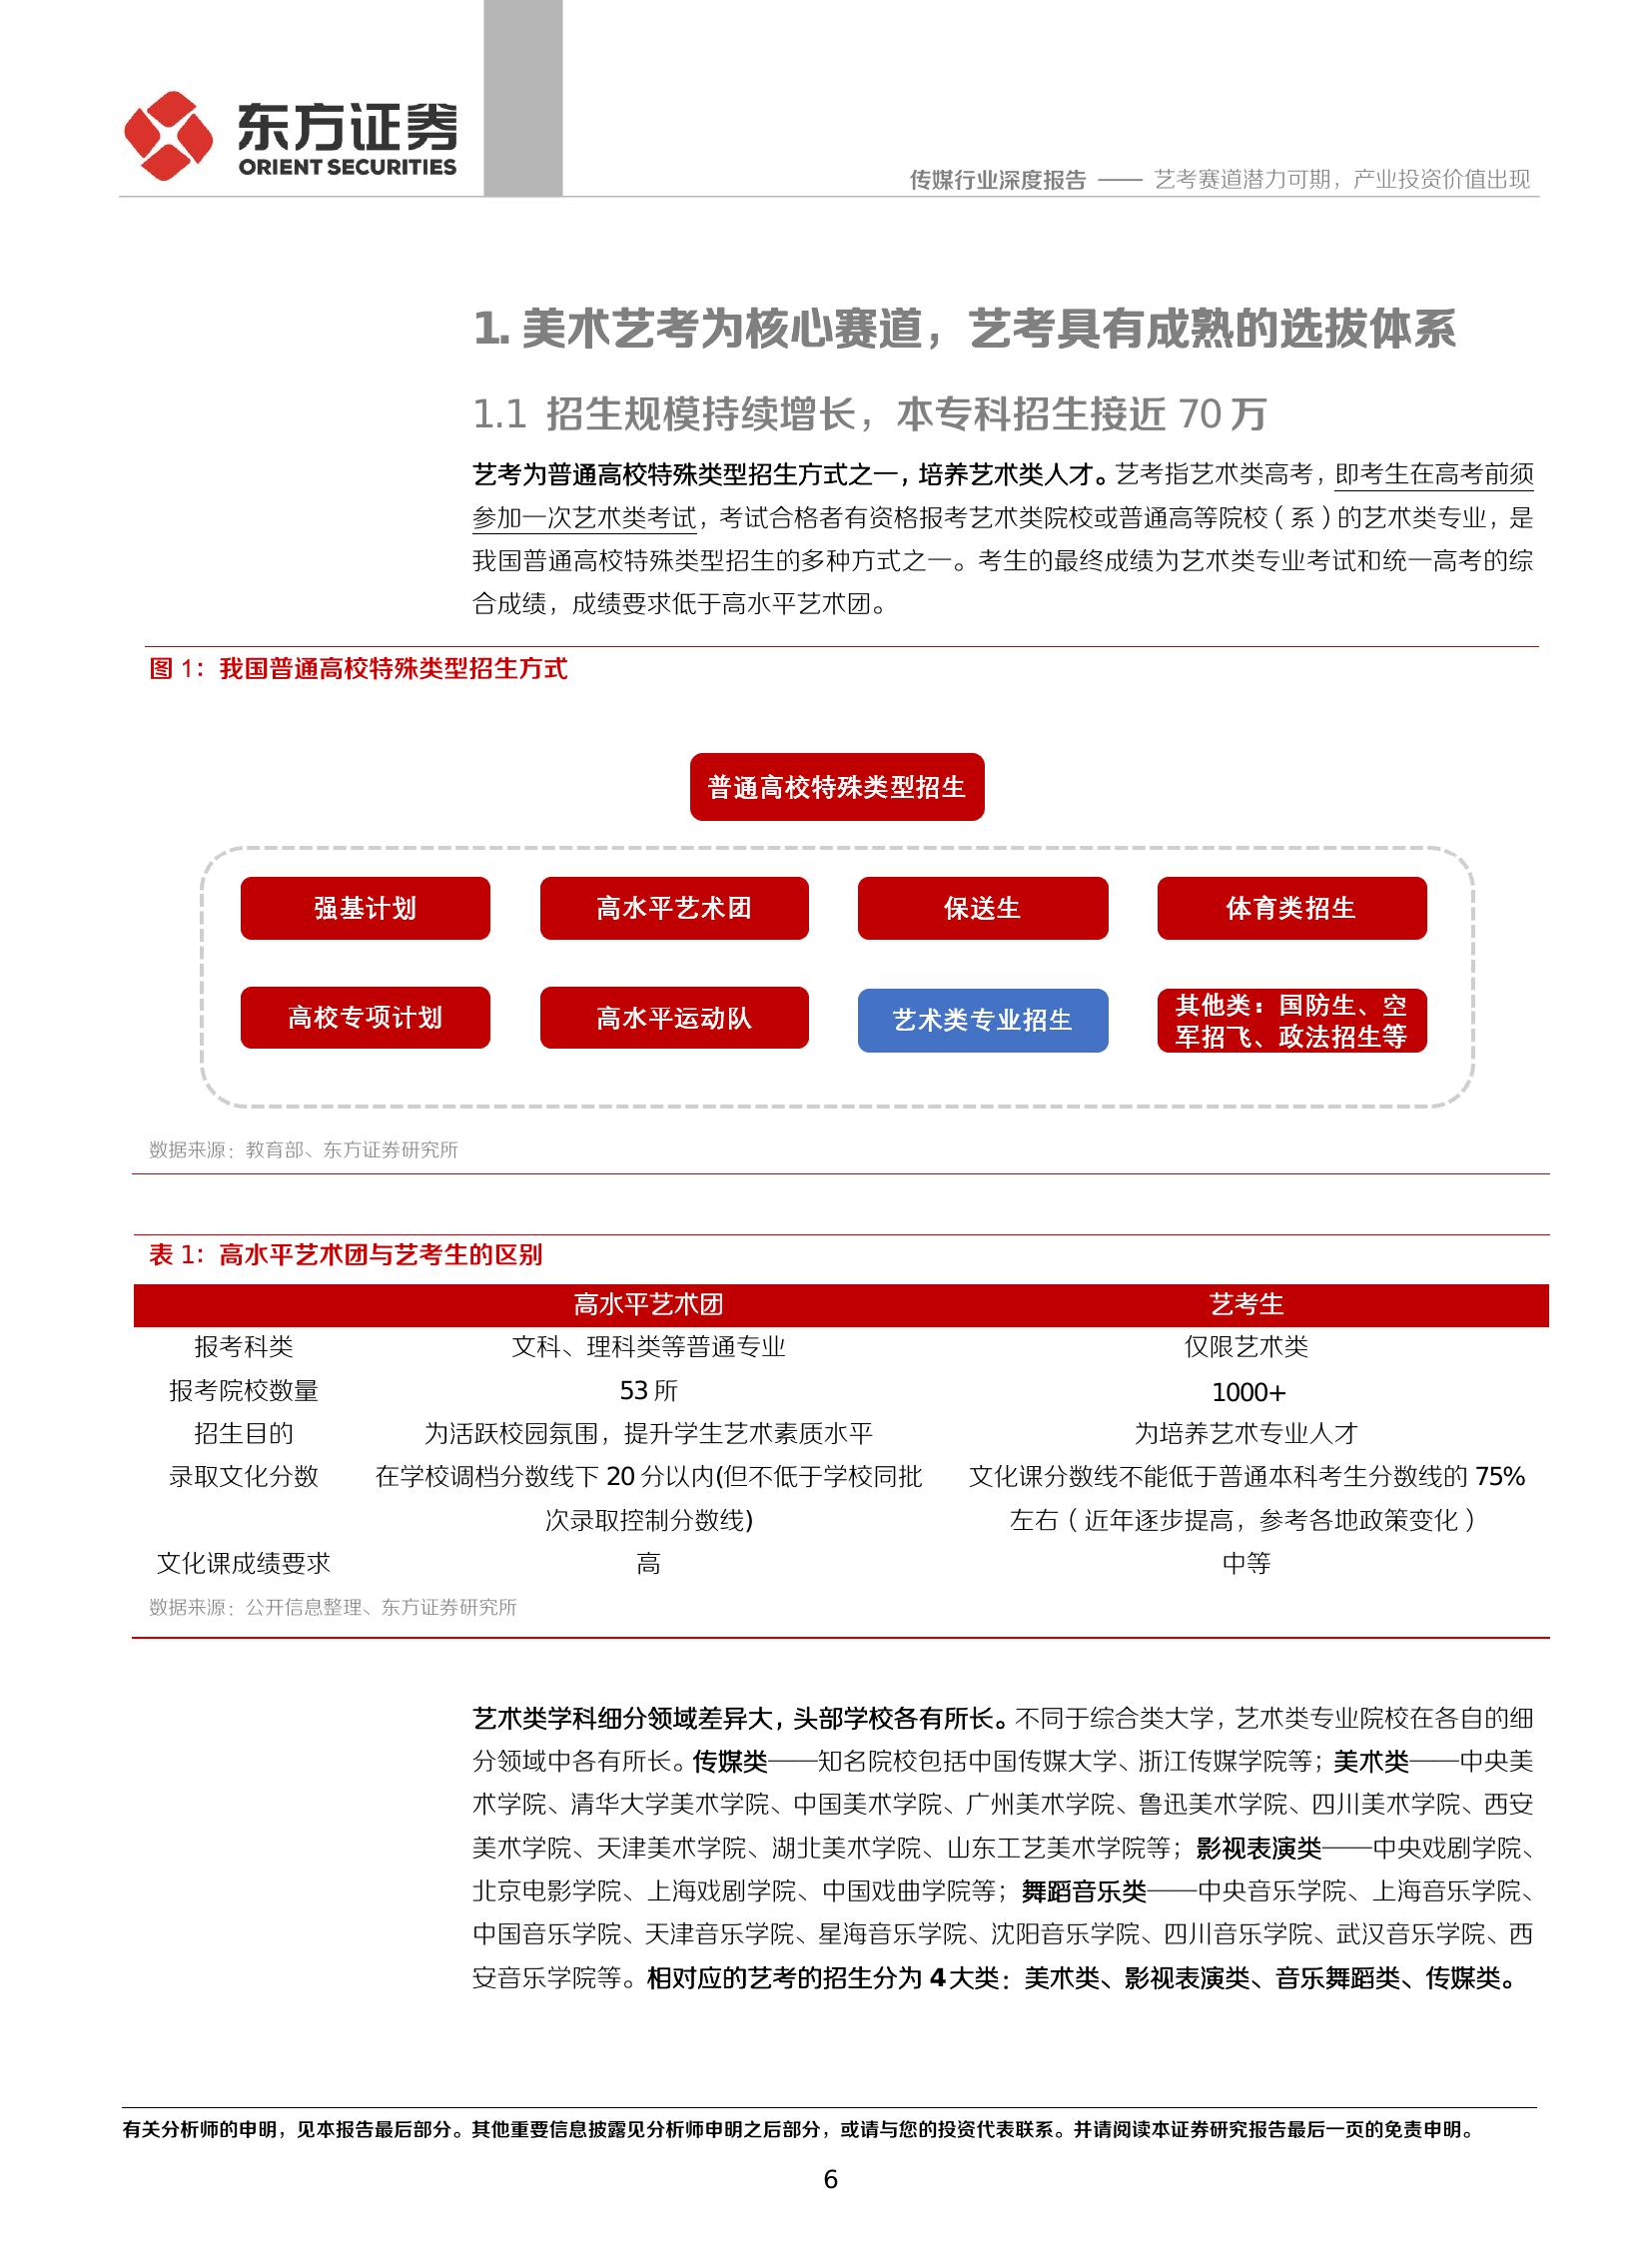 东方证券
ORIENT SECURITIES
传媒行业深度报告 —— 艺考赛道潜力可期，产业投资价值出现
1. 美术艺考为核心赛道，艺考具有成熟的选拔体系
1.1 招生规模持续增长，本专科招生接近 70 万
艺考为普通高校特殊类型招生方式之一，培养艺术类人才。艺考指艺术类高考，即考生在高考前须
参加一次艺术类考试，考试合格者有资格报考艺术类院校或普通高等院校（系）的艺术类专业，是
我国普通高校特殊类型招生的多种方式之一。考生的最终成绩为艺术类专业考试和统一高考的综
合成绩，成绩要求低于高水平艺术团。
图 1：我国普通高校特殊类型招生方式
普通高校特殊类型招生
强基计划 高水平艺术团 保送生 体育类招生
高校专项计划 高水平运动队 艺术类专业招生 其他类：国防生、空
军招飞、政法招生等
数据来源：教育部、东方证券研究所
表 1：高水平艺术团与艺考生的区别
高水平艺术团 艺考生
报考科类 文科、理科类等普通专业 仅限艺术类
报考院校数量 53 所 1000+
招生目的 为活跃校园氛围，提升学生艺术素质水平 为培养艺术专业人才
录取文化分数 在学校调档分数线下 20 分以内(但不低于学校同批 文化课分数线不能低于普通本科考生分数线的 75%
次录取控制分数线) 左右（近年逐步提高，参考各地政策变化）
文化课成绩要求 高 中等
数据来源：公开信息整理、东方证券研究所
艺术类学科细分领域差异大，头部学校各有所长。不同于综合类大学，艺术类专业院校在各自的细
分领域中各有所长。传媒类——知名院校包括中国传媒大学、浙江传媒学院等；美术类——中央美
术学院、清华大学美术学院、中国美术学院、广州美术学院、鲁迅美术学院、四川美术学院、西安
美术学院、天津美术学院、湖北美术学院、山东工艺美术学院等；影视表演类——中央戏剧学院、
北京电影学院、上海戏剧学院、中国戏曲学院等；舞蹈音乐类——中央音乐学院、上海音乐学院、
中国音乐学院、天津音乐学院、星海音乐学院、沈阳音乐学院、四川音乐学院、武汉音乐学院、西
安音乐学院等。相对应的艺考的招生分为 4 大类：美术类、影视表演类、音乐舞蹈类、传媒类。
有关分析师的申明，见本报告最后部分。其他重要信息披露见分析师申明之后部分，或请与您的投资代表联系。并请阅读本证券研究报告最后一页的免责申明。
6